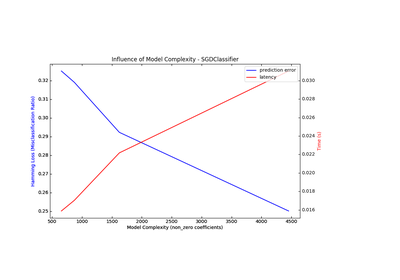 Influence of Model Complexity - SGDClassifier
prediction error
latency
0.32
0.31
0.30
0.29
0.28
0.27
0.26
0.25
Hamming Loss (Misclassification Ratio)
0.030
0.028
0.026
0.024
0.022
0.020
0.018
0.016
Time (s)
500 1000 1500 2000 2500 3000 3500 4000 4500
Model Complexity (non_zero coefficients)